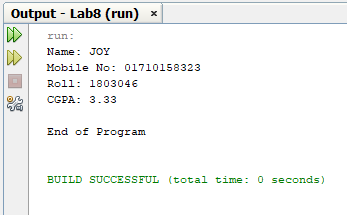 Output - Lab8 (run) ×
run:
Name: JOY
Mobile No: 01710158323
Roll: 1803046
CGPA: 3.33
End of Program
BUILD SUCCESSFUL (total time: 0 seconds)